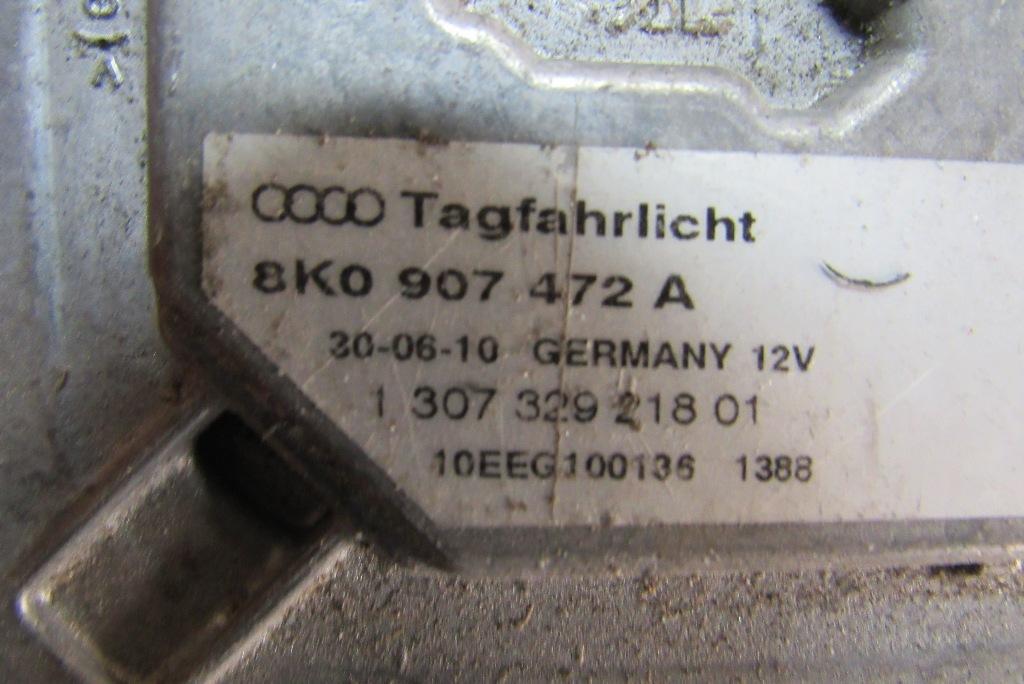 Tagfahrlicht
8K0 907 472 A
30-06-10 GERMANY 12V
1 307 329 218 01
10EEG100136 1388